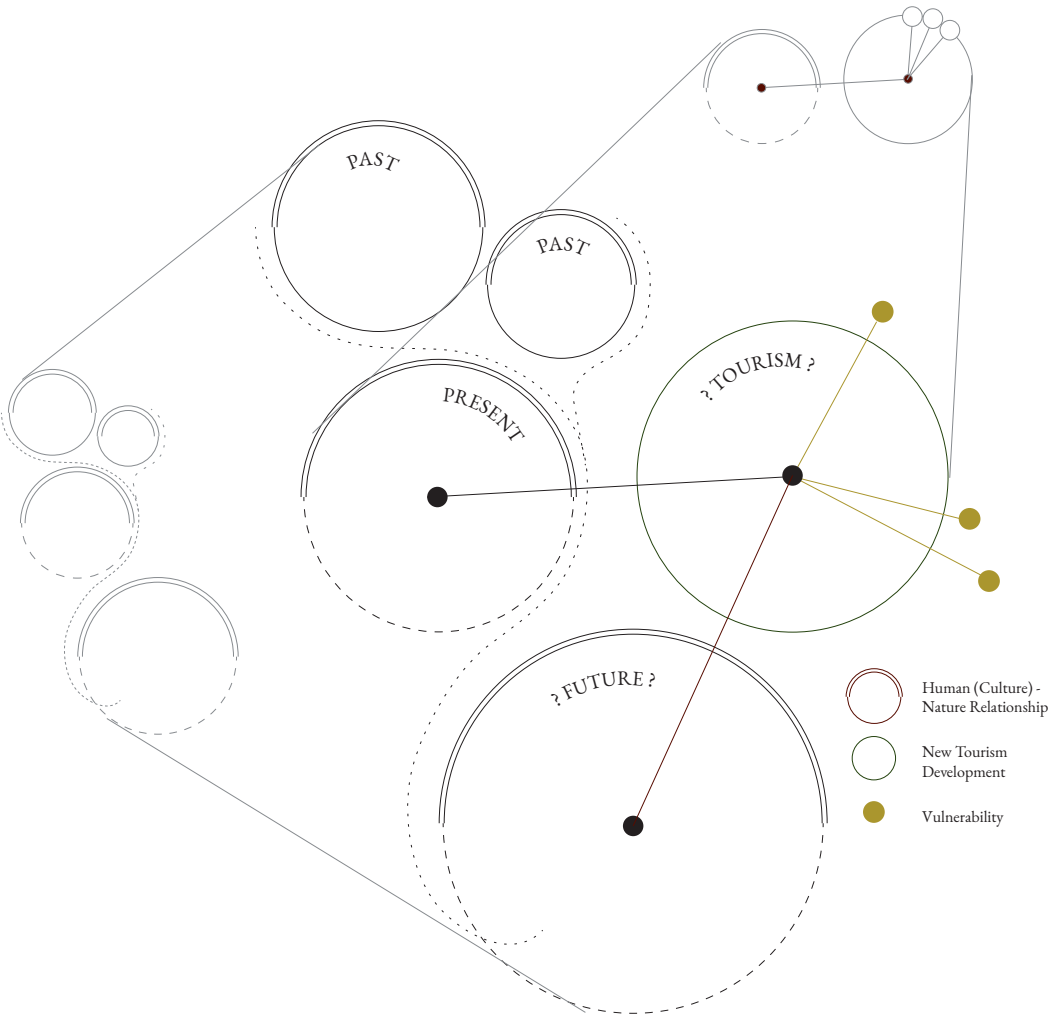 PAST
PAST
PRESENT
? TOURISM ?
? FUTURE ?
Human (Culture) -
Nature Relationship
New Tourism
Development
Vulnerability